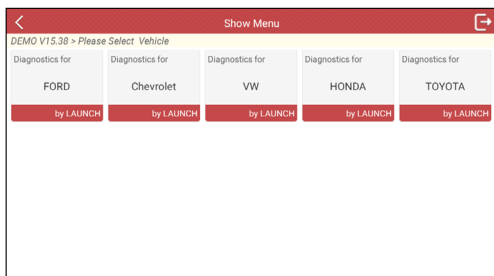 Show Menu
DEMO V15.38 > Please Select Vehicle
Diagnostics for
FORD
by LAUNCH
Diagnostics for
Chevrolet
by LAUNCH
Diagnostics for
VW
by LAUNCH
Diagnostics for
HONDA
by LAUNCH
Diagnostics for
TOYOTA
by LAUNCH